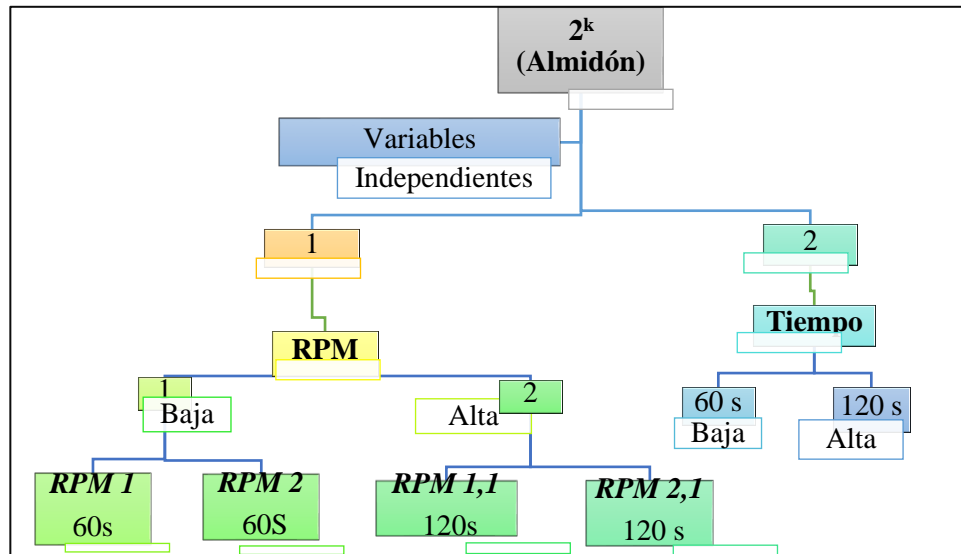 2ᵏ
(Almidón)
Variables
Independientes
1
2
RPM
Tiempo
1
Baja
2
Alta
60 s
Baja
120 s
Alta
RPM 1
60s
RPM 2
60S
RPM 1,1
120s
RPM 2,1
120 s